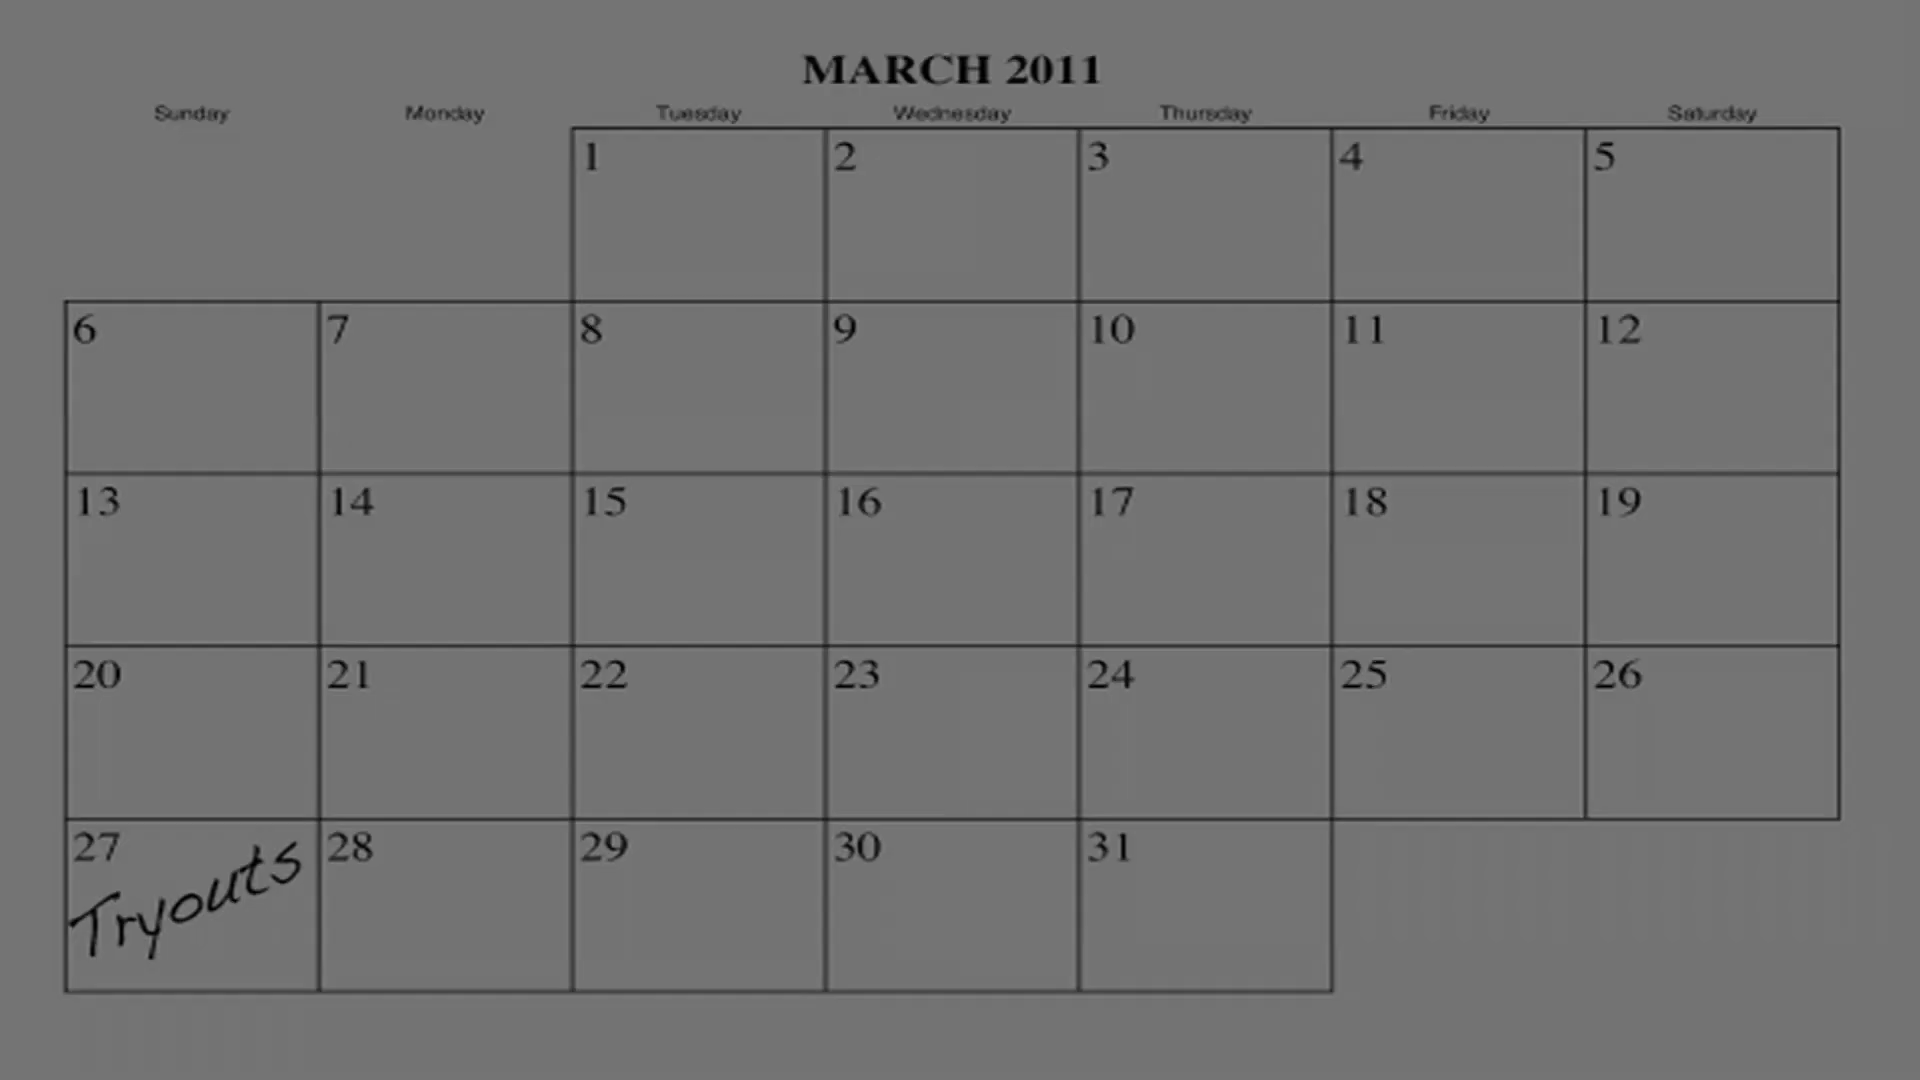 MARCH 2011
Sunday Monday Tuesday Wednesday Thursday Friday Saturday
1 2 3 4 5
6 7 8 9 10 11 12
13 14 15 16 17 18 19
20 21 22 23 24 25 26
27 28 29 30 31
Tryouts